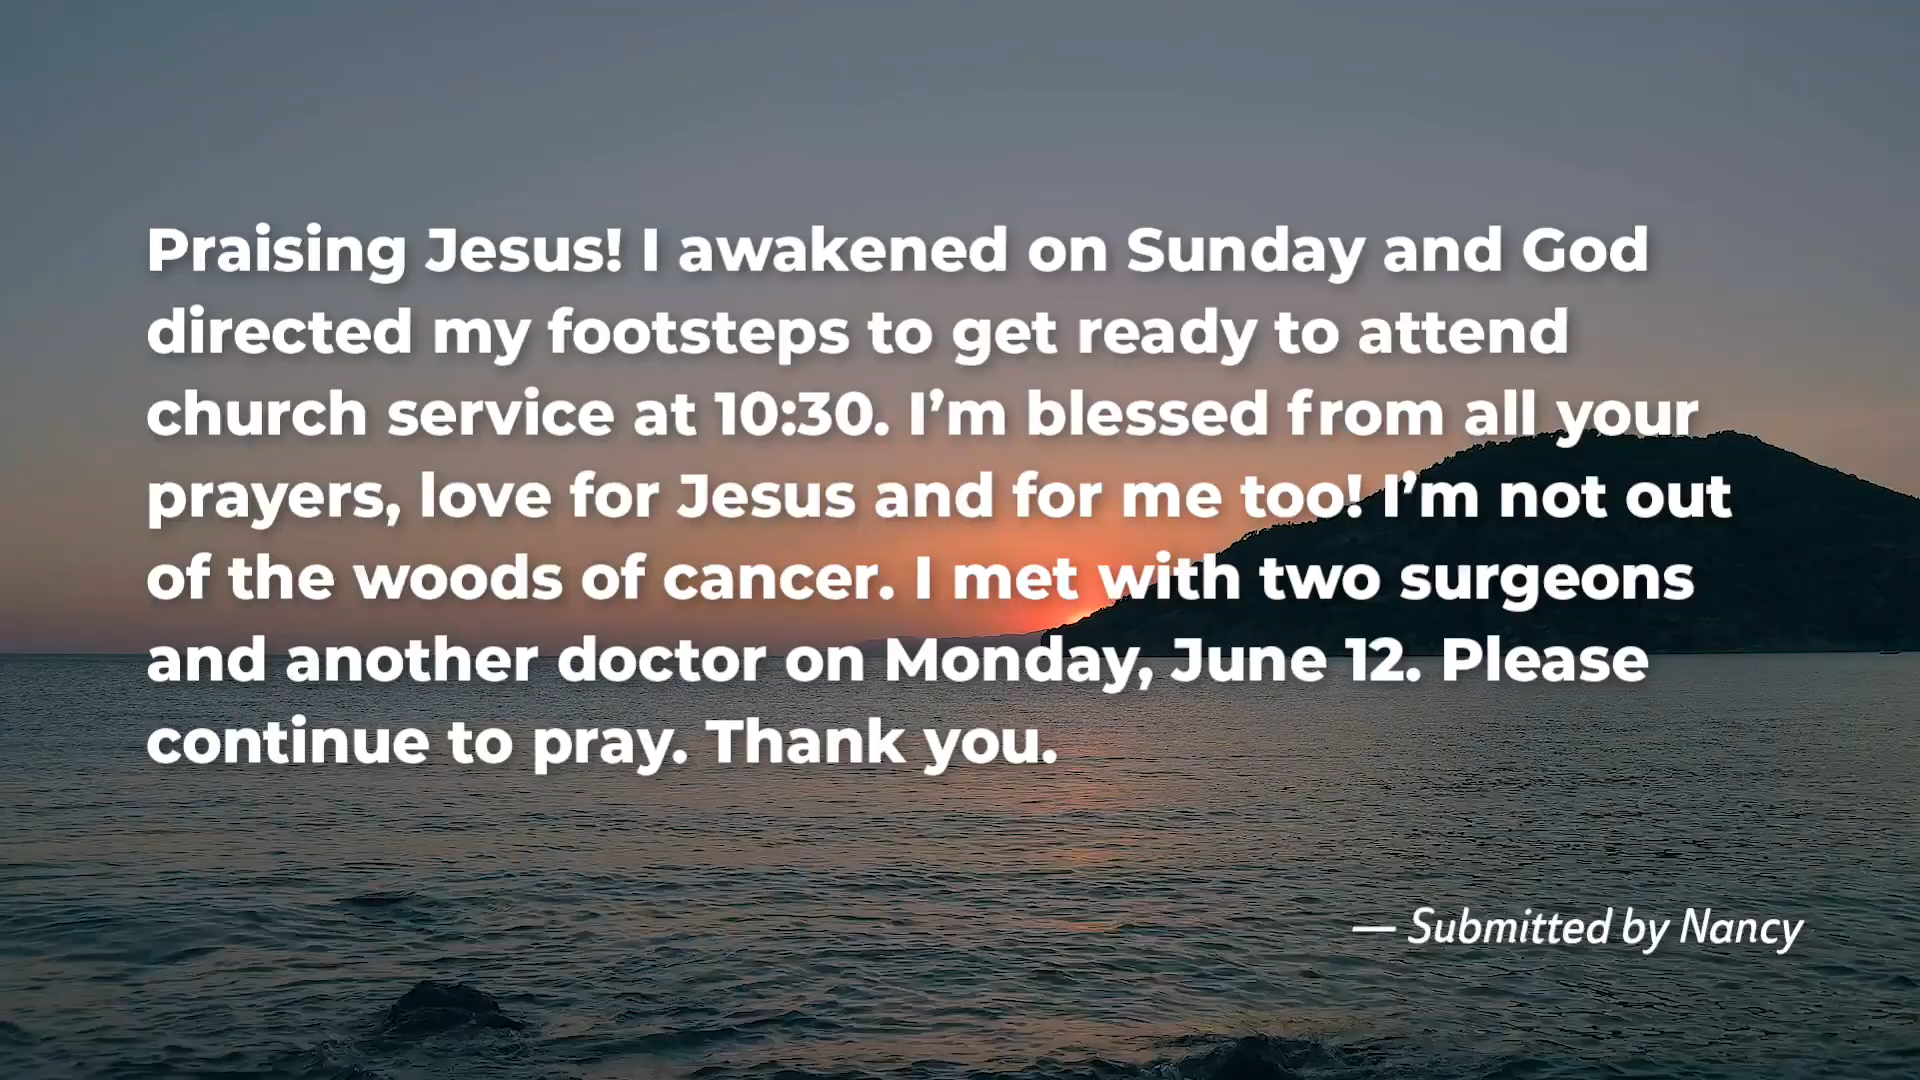 Praising Jesus! I awakened on Sunday and God
directed my footsteps to get ready to attend
church service at 10:30. I’m blessed from all your
prayers, love for Jesus and for me too! I’m not out
of the woods of cancer. I met with two surgeons
and another doctor on Monday, June 12. Please
continue to pray. Thank you.
— Submitted by Nancy